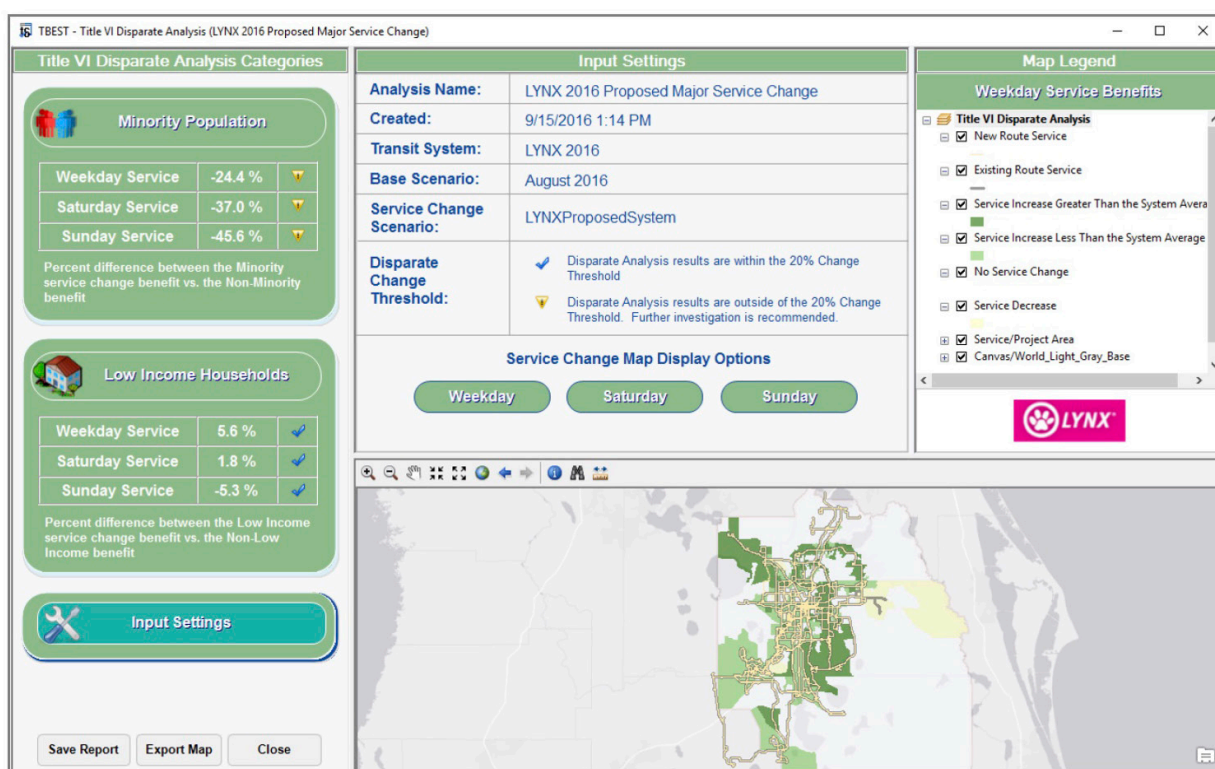 TBEST - Title VI Disparate Analysis (LYNX 2016 Proposed Major Service Change)
Title VI Disparate Analysis Categories
Minority Population
Weekday Service -24.4 %
Saturday Service -37.0 %
Sunday Service -45.6 %
Percent difference between the Minority
service change benefit vs. the Non-Minority
benefit
Low Income Households
Weekday Service 5.6 %
Saturday Service 1.8 %
Sunday Service -5.3 %
Percent difference between the Low Income
service change benefit vs. the Non-Low
Income benefit
Input Settings
Save Report Export Map Close
Input Settings
Analysis Name: LYNX 2016 Proposed Major Service Change
Created: 9/15/2016 1:14 PM
Transit System: LYNX 2016
Base Scenario: August 2016
Service Change
Scenario:
LYNXProposedSystem
Disparate
Change
Threshold:
Disparate Analysis results are within the 20% Change
Threshold
Disparate Analysis results are outside of the 20% Change
Threshold. Further investigation is recommended.
Service Change Map Display Options
Weekday Saturday Sunday
Map Legend
Weekday Service Benefits
Title VI Disparate Analysis
New Route Service
Existing Route Service
Service Increase Greater Than the System Avera
Service Increase Less Than the System Average
No Service Change
Service Decrease
Service/Project Area
Canvas/World_Light_Gray_Base
LYNX